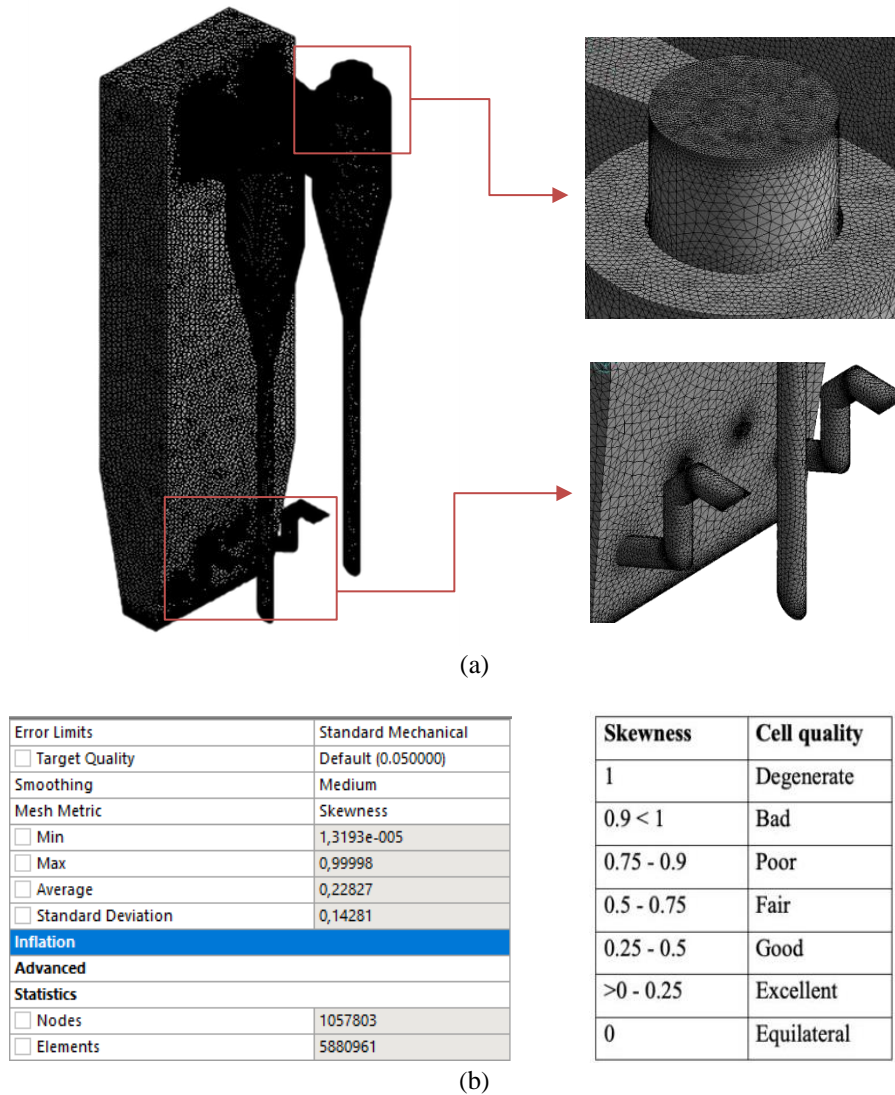 (a)
Error Limits Standard Mechanical
Target Quality Default (0.050000)
Smoothing Medium
Mesh Metric Skewness
Min 1,3193e-005
Max 0,99998
Average 0,22827
Standard Deviation 0,14281
Inflation
Advanced
Statistics
Nodes 1057803
Elements 5880961
Skewness Cell quality
1 Degenerate
0.9 < 1 Bad
0.75 - 0.9 Poor
0.5 - 0.75 Fair
0.25 - 0.5 Good
>0 - 0.25 Excellent
0 Equilateral
(b)